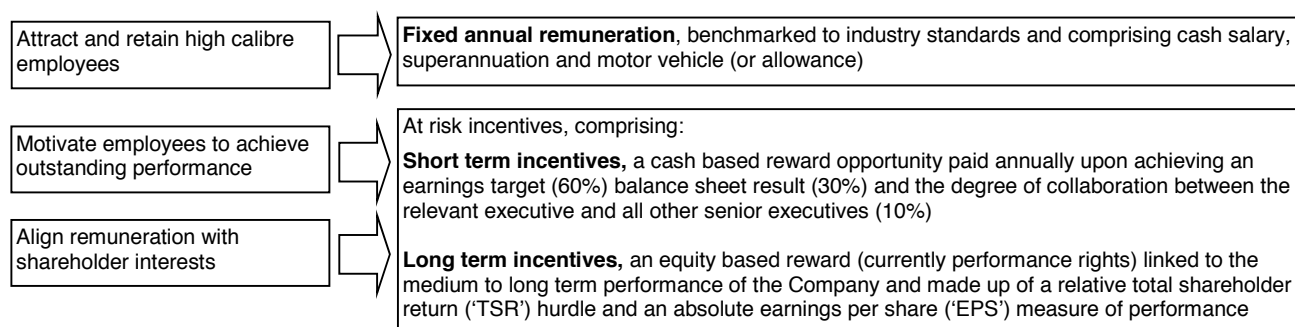 Attract and retain high calibre
employees
Fixed annual remuneration, benchmarked to industry standards and comprising cash salary,
superannuation and motor vehicle (or allowance)
Motivate employees to achieve
outstanding performance
Align remuneration with
shareholder interests
At risk incentives, comprising:
Short term incentives, a cash based reward opportunity paid annually upon achieving an
earnings target (60%) balance sheet result (30%) and the degree of collaboration between the
relevant executive and all other senior executives (10%)
Long term incentives, an equity based reward (currently performance rights) linked to the
medium to long term performance of the Company and made up of a relative total shareholder
return (‘TSR’) hurdle and an absolute earnings per share (‘EPS’) measure of performance